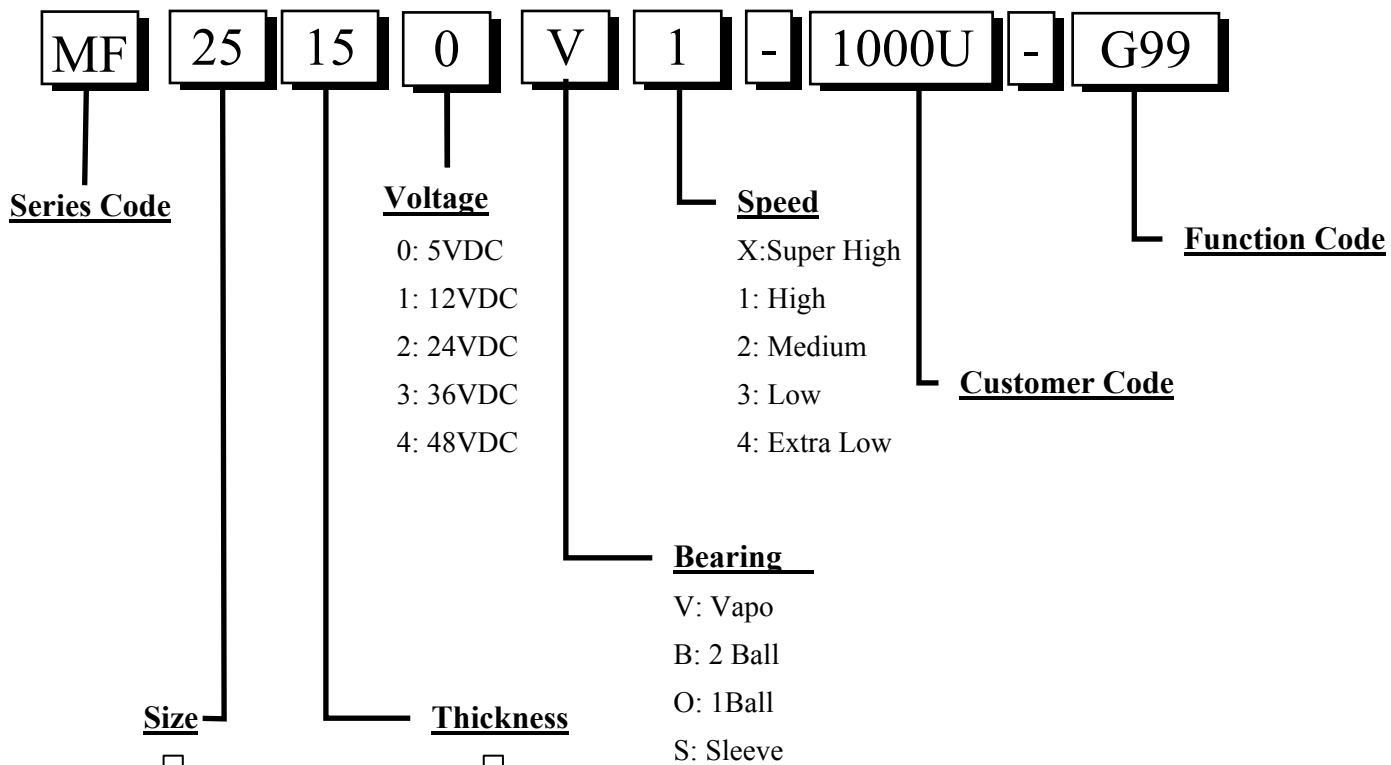 MF 25 15 0 V 1 - 1000U - G99
Series Code
Voltage
0: 5VDC
1: 12VDC
2: 24VDC
3: 36VDC
4: 48VDC
Speed
X:Super High
1: High
2: Medium
3: Low
4: Extra Low
Function Code
Customer Code
Bearing
V: Vapo
B: 2 Ball
O: 1Ball
S: Sleeve
Size
Thickness